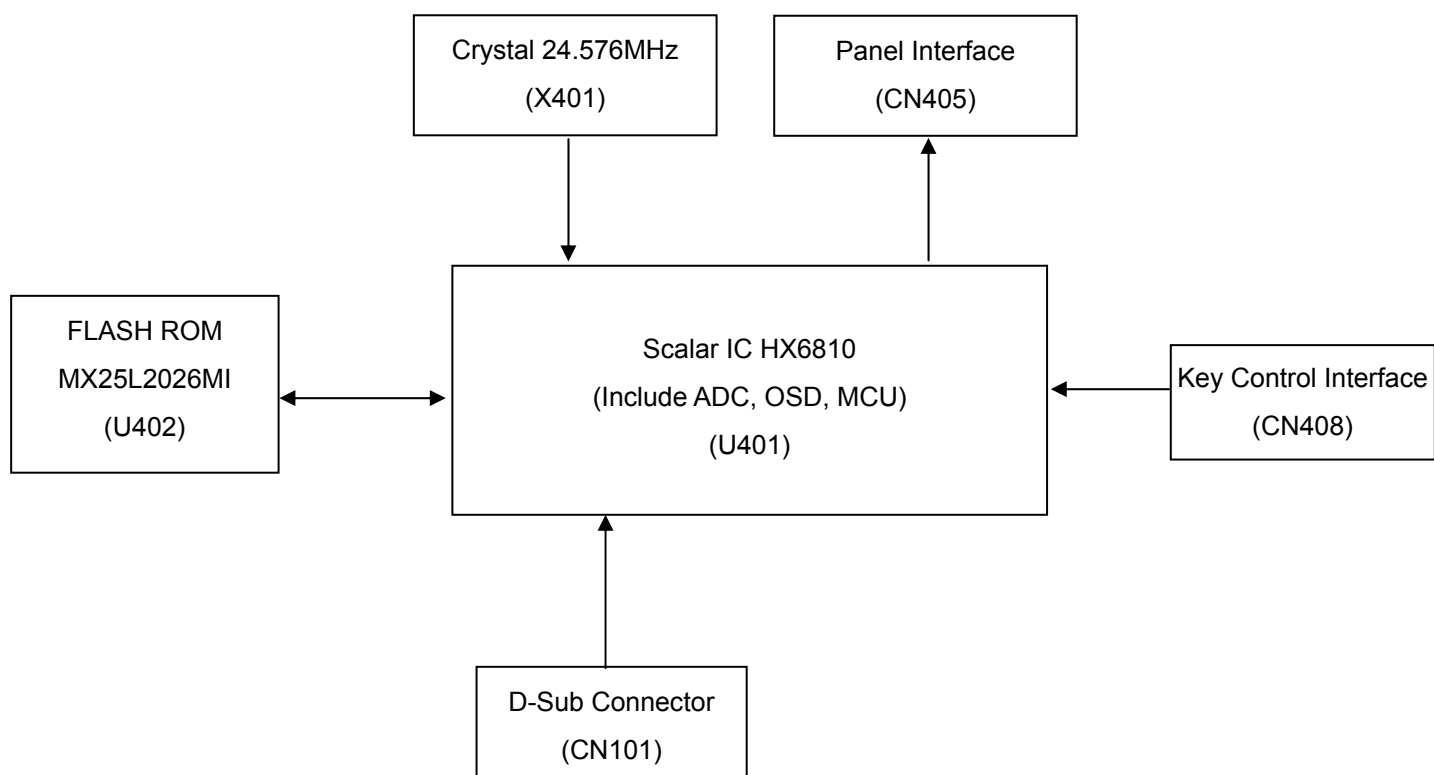 Crystal 24.576MHz
(X401)
Panel Interface
(CN405)
FLASH ROM
MX25L2026MI
(U402)
Scalar IC HX6810
(Include ADC, OSD, MCU)
(U401)
Key Control Interface
(CN408)
D-Sub Connector
(CN101)